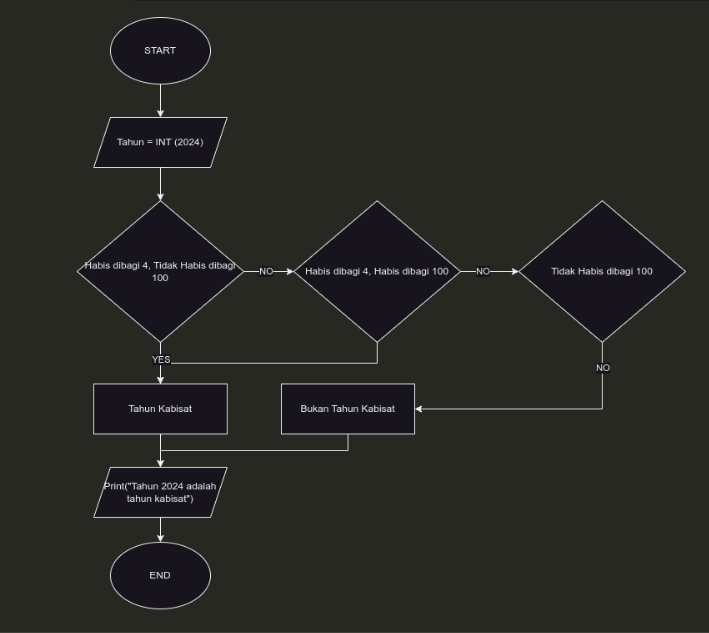 START
Tahun = INT (2024)
Habis dibagi 4, Tidak Habis dibagi
100
NO
Habis dibagi 4, Habis dibagi 100
NO
Tidak Habis dibagi 100
YES
NO
Tahun Kabisat
Bukan Tahun Kabisat
Print("Tahun 2024 adalah
tahun kabisat")
END